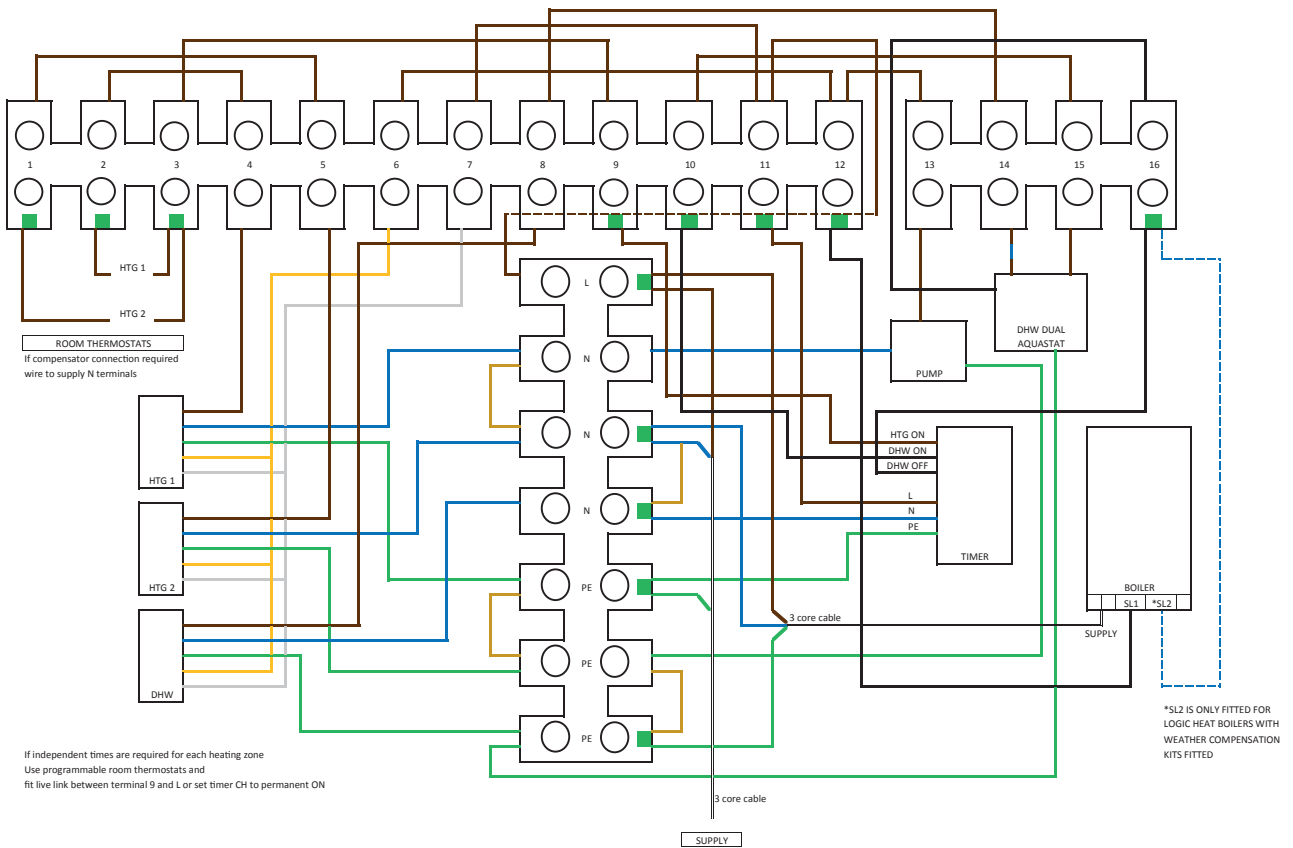 1 2 3 4 5 6 7 8 9 10 11 12 13 14 15 16
HTG 1
HTG 2
ROOM THERMOSTATS
If compensator connection required
wire to supply N terminals
L
N
N
N
PE
PE
PE
DHW DUAL
AQUASTAT
PUMP
HTG 1
HTG 2
DHW
HTG ON
DHW ON
DHW OFF
L
N
PE
TIMER
BOILER
SL1 *SL2
SUPPLY
3 core cable
*SL2 IS ONLY FITTED FOR
LOGIC HEAT BOILERS WITH
WEATHER COMPENSATION
KITS FITTED
If independent times are required for each heating zone
Use programmable room thermostats and
fit live link between terminal 9 and L or set timer CH to permanent ON
3 core cable
SUPPLY